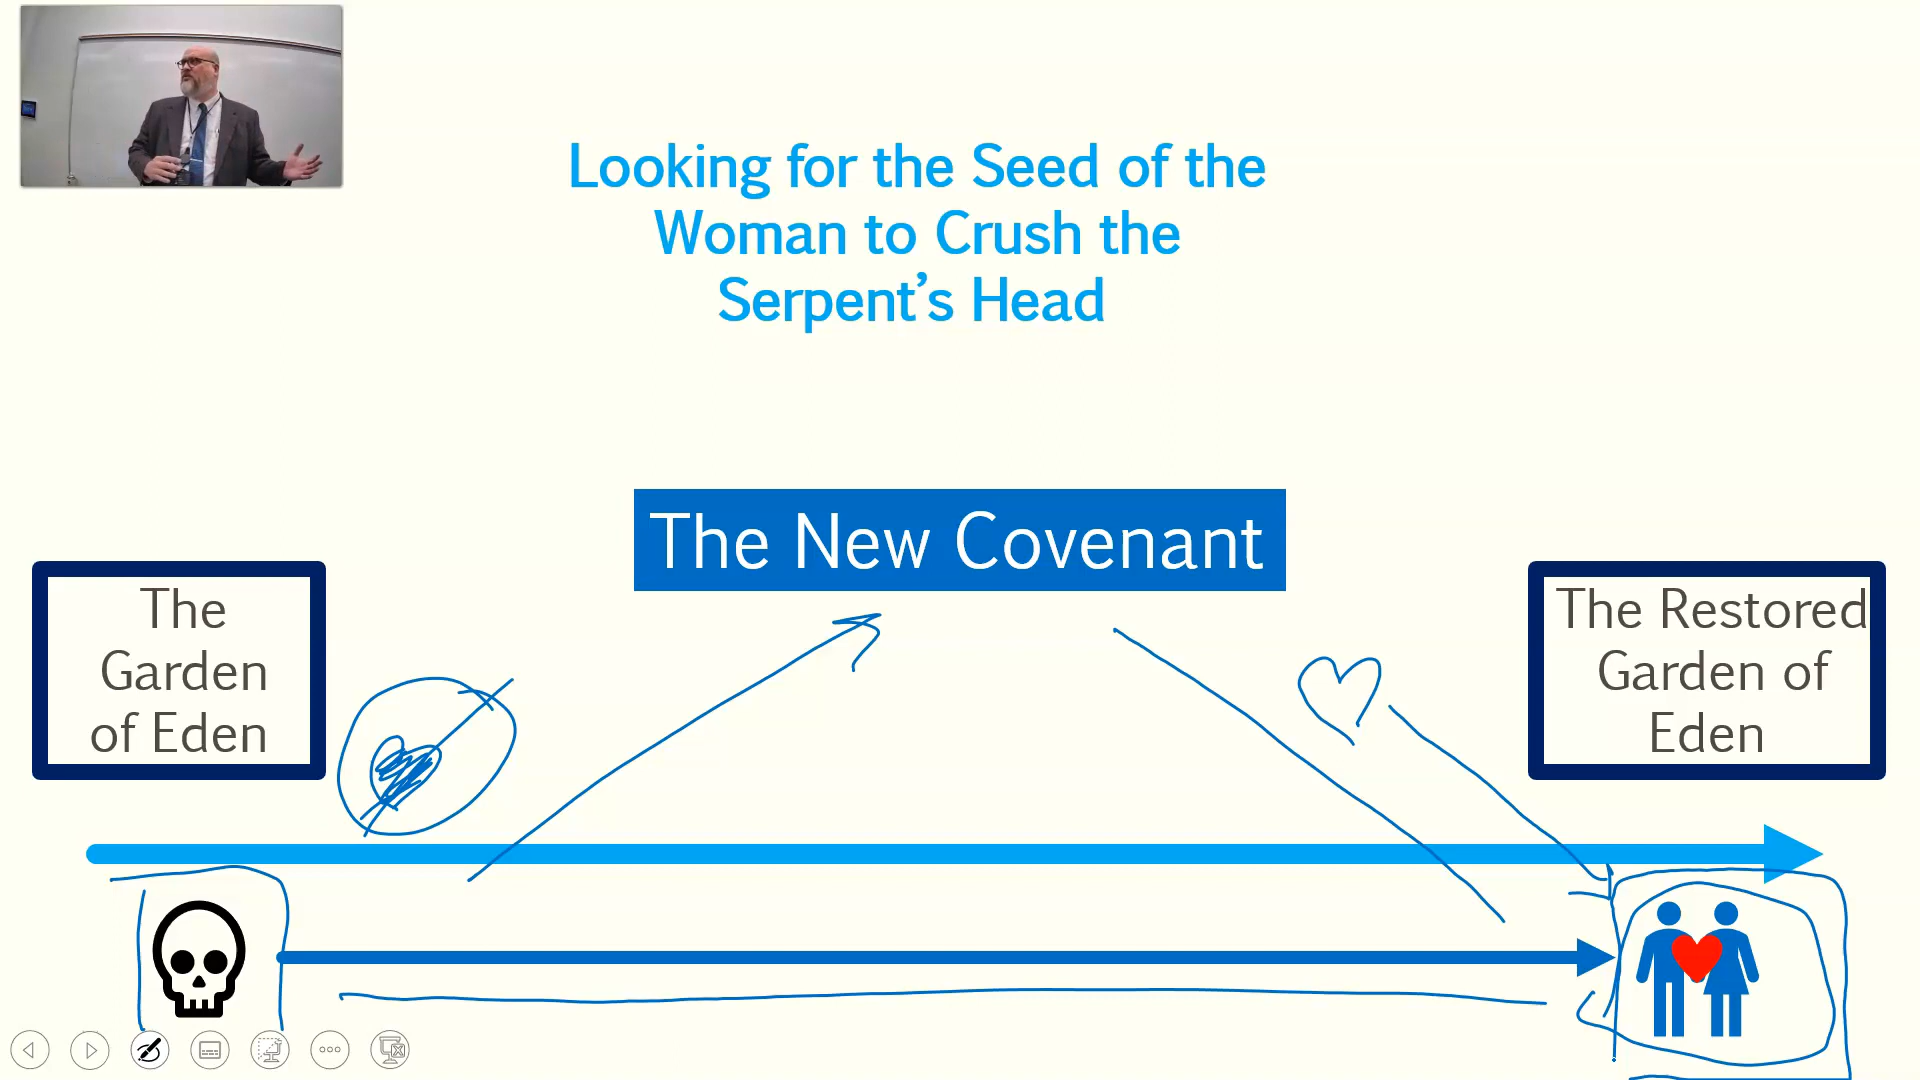 Looking for the Seed of the
Woman to Crush the
Serpent's Head
The New Covenant
The
Garden
of Eden
The Restored
Garden of
Eden